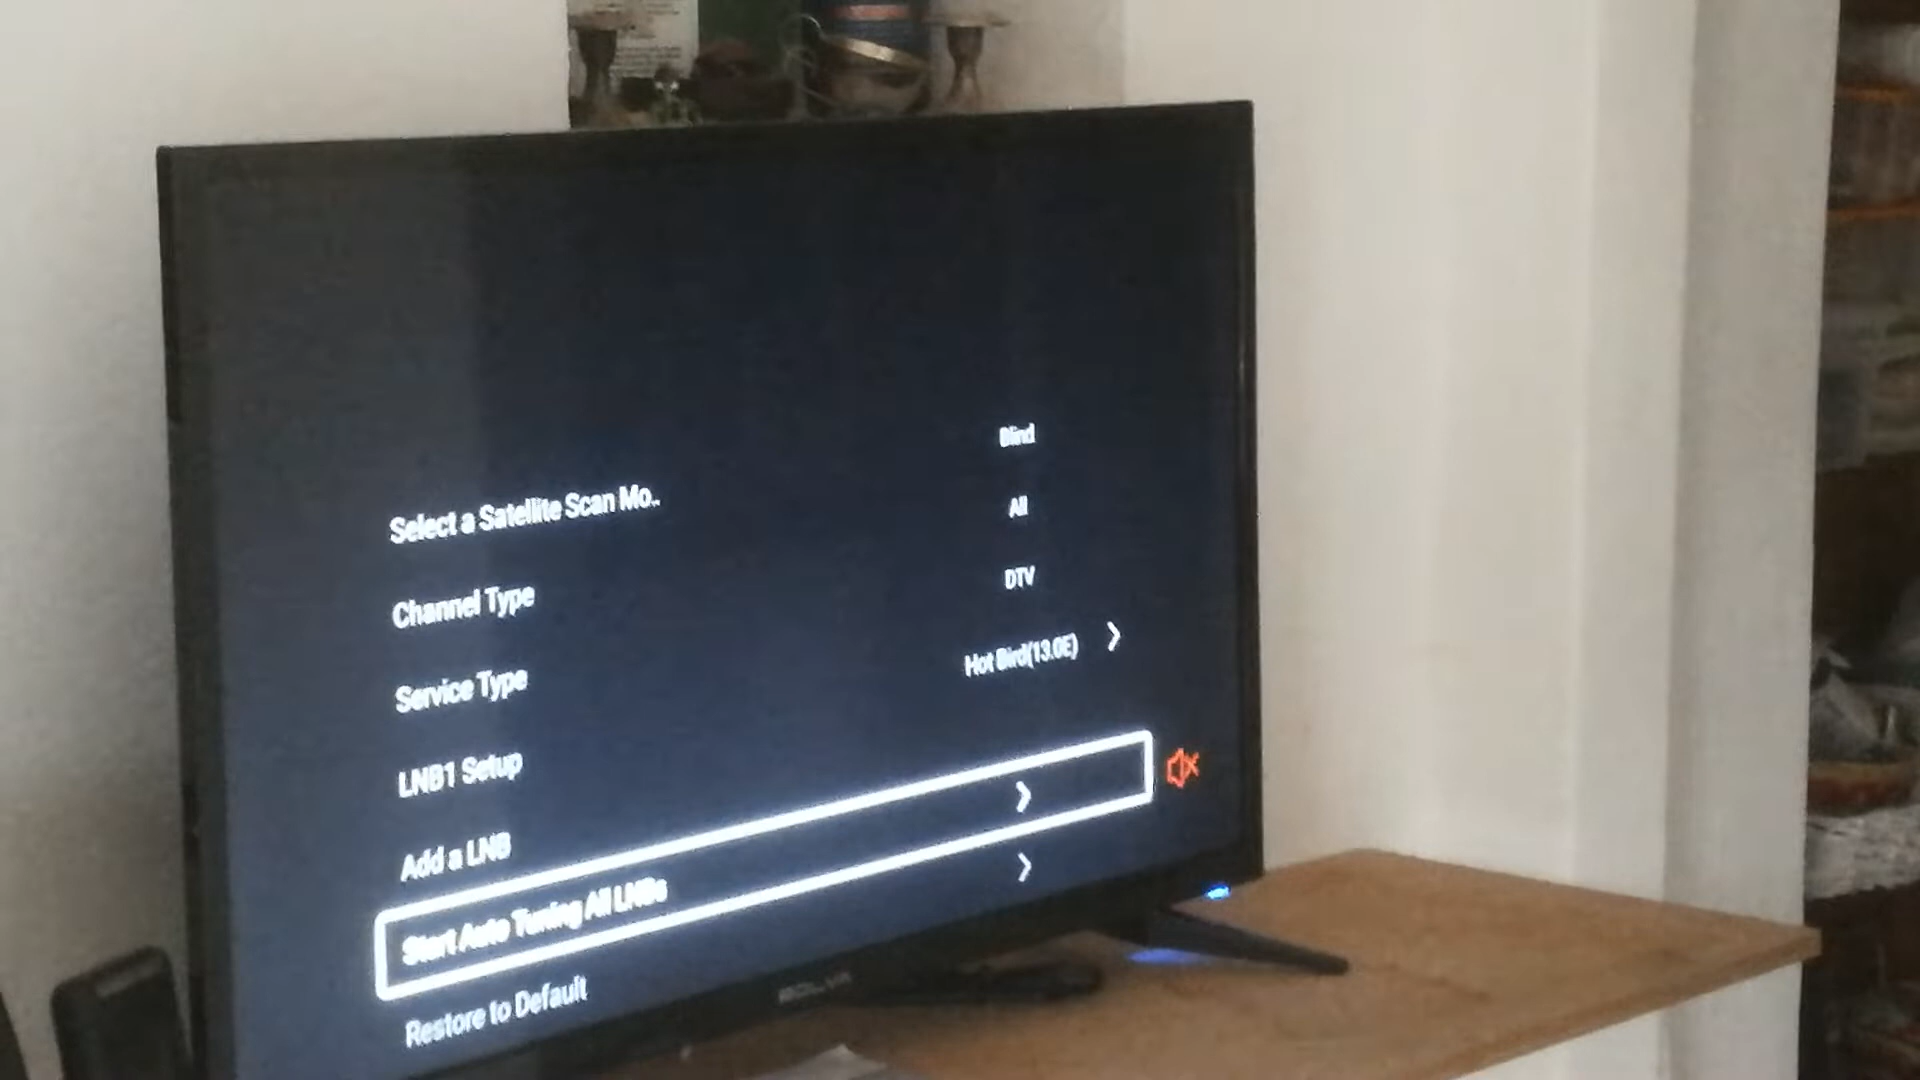 Select a Satellite Scan Mo..
Blind
Channel Type
All
Service Type
DTV
LNB1 Setup
Hot Bird(13.0E)
Add a LNB
Start Auto Tuning All LNBs
Restore to Default